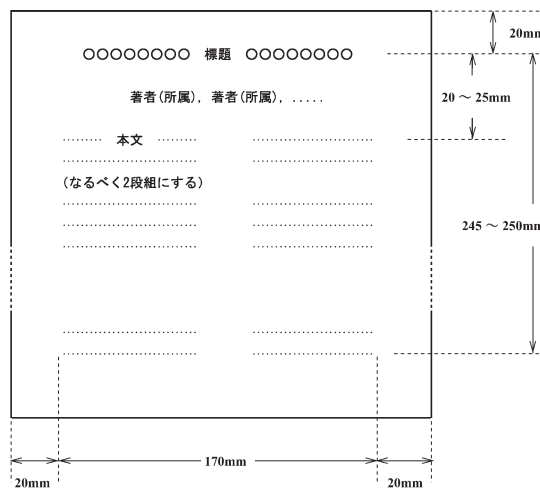 20mm
○○○○○○○○ 標題 ○○○○○○○○
著者(所属), 著者(所属), .....
20 ～ 25mm
本文
(なるべく2段組にする)
245 ～ 250mm
170mm
20mm
20mm